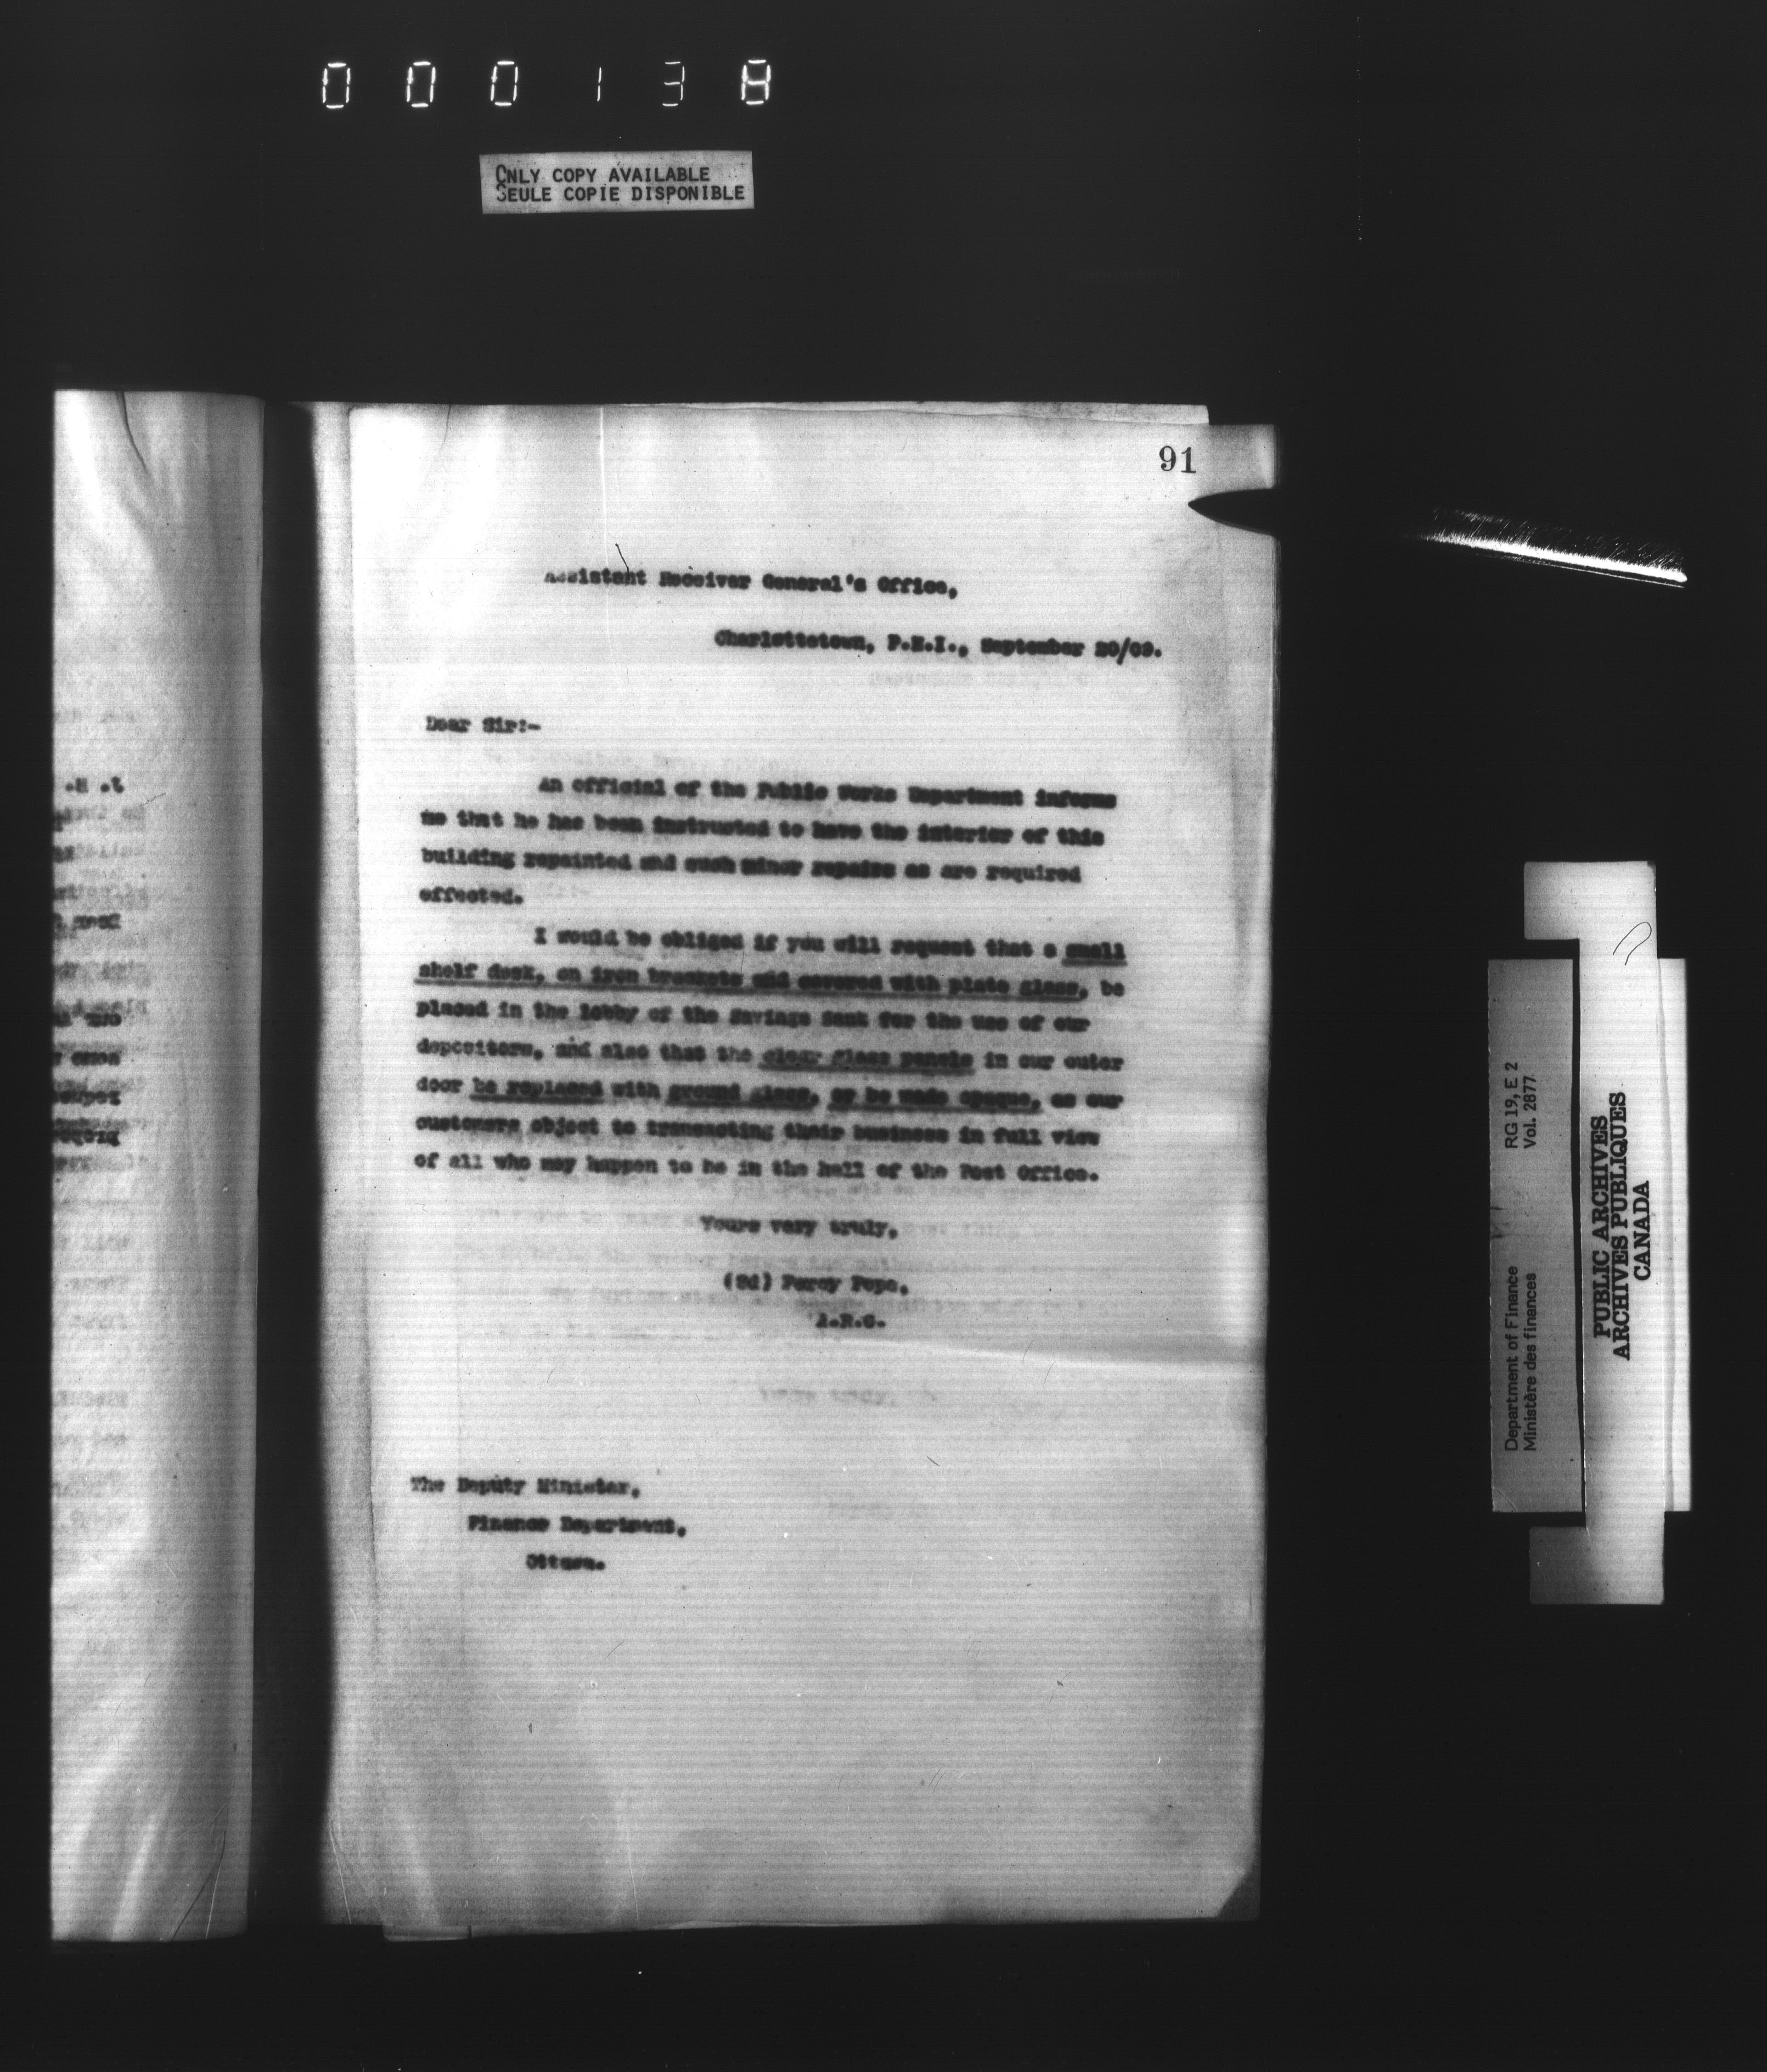 000138
ONLY COPY AVAILABLE
SEULE COPIE DISPONIBLE
91
Assistant Receiver General's Office,
Charlottetown, P.E.I., September 20/09.
Dear Sir:-
An official of the Public Works Department informs
me that he has been instructed to have the interior of this
building repainted and such minor repairs as are required
effected.
I would be obliged if you will request that a small
shelf desk, on iron brackets and covered with plate glass, be
placed in the lobby of the Savings Bank for the use of our
depositors, and also that the clear glass panels in our outer
door be replaced with ground glass, or be made opaque, as our
customers object to transacting their business in full view
of all who may happen to be in the hall of the Post Office.
Yours very truly,
(Sd) Percy Pope,
A.R.G.
The Deputy Minister,
Finance Department,
Ottawa.
Department of Finance RG 19, E 2
Ministère des finances Vol. 2877
PUBLIC ARCHIVES
ARCHIVES PUBLIQUES
CANADA